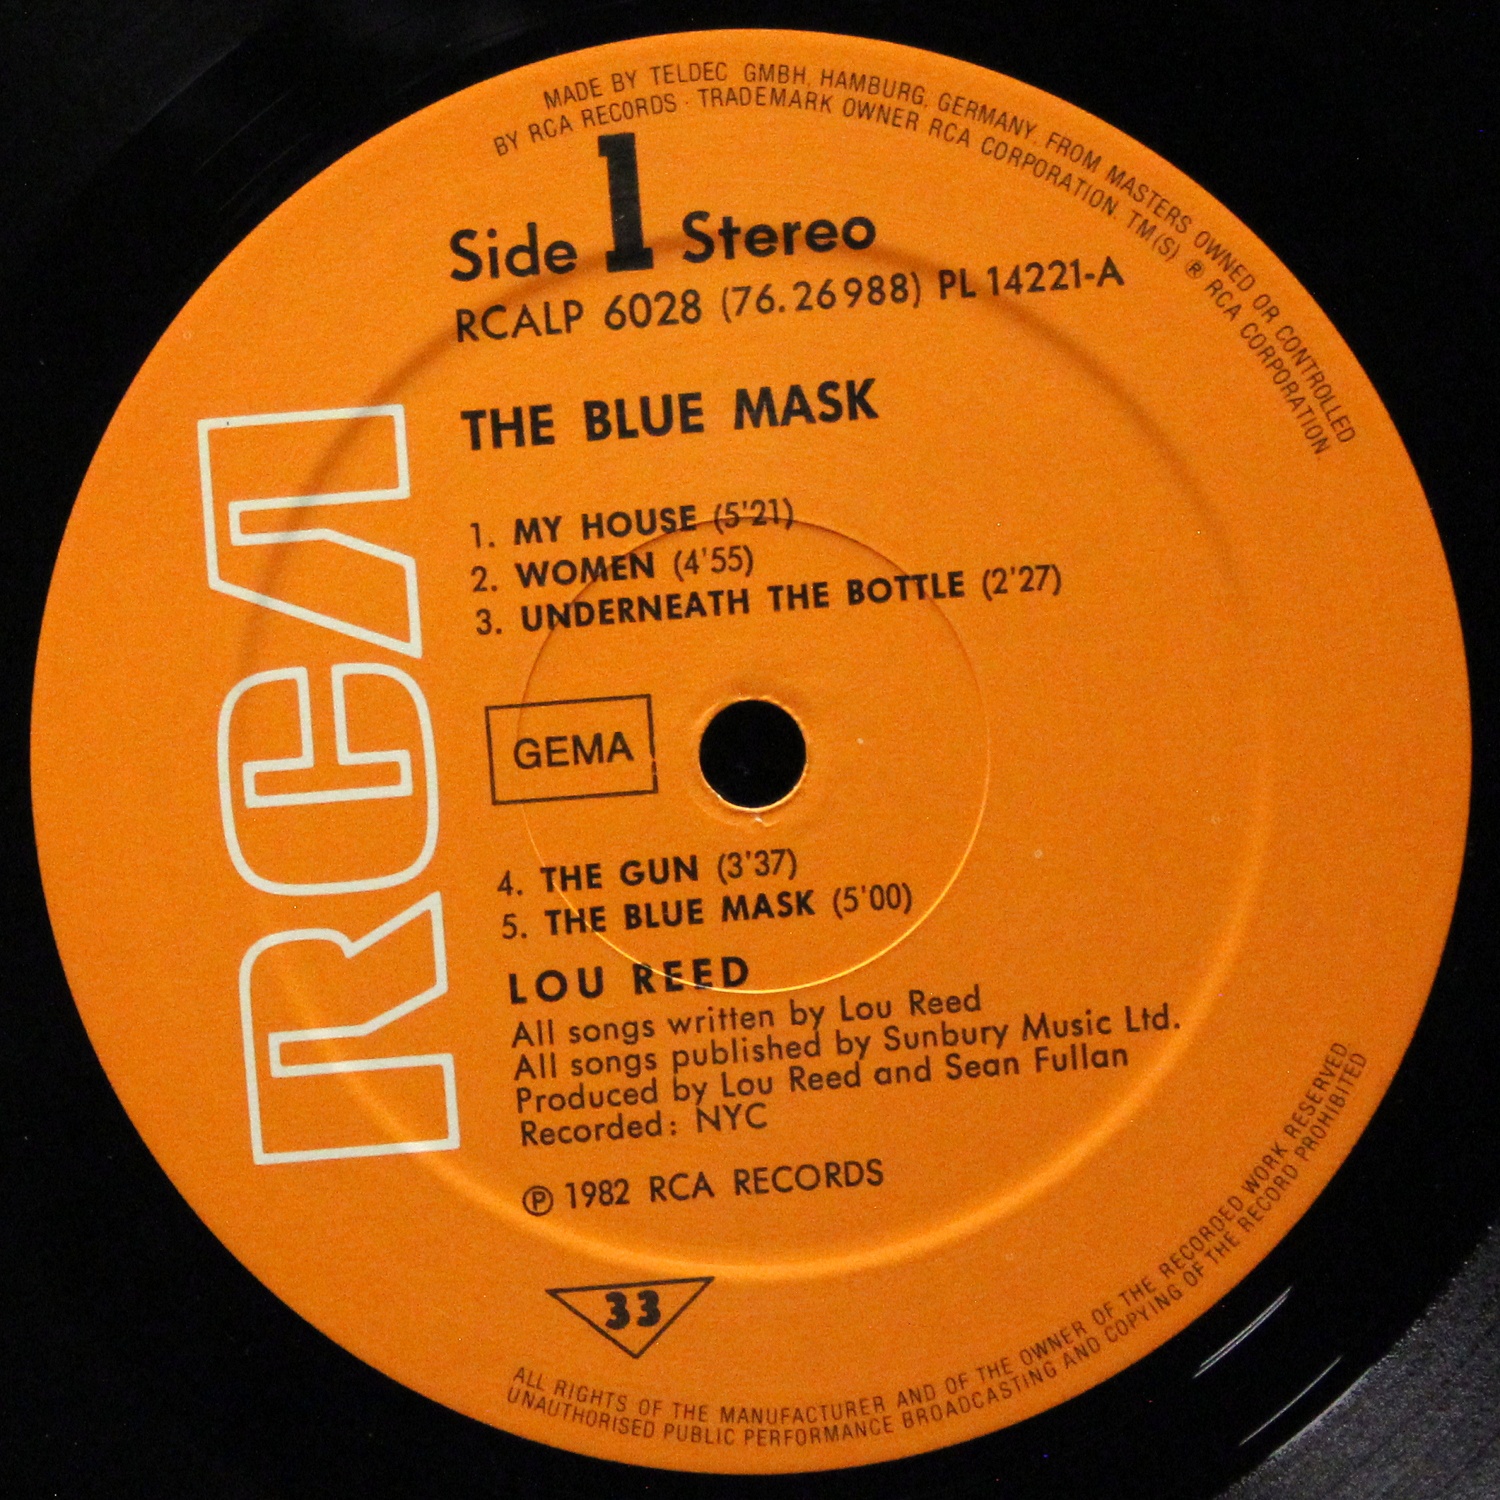 MADE BY TELDEC GMBH, HAMBURG, GERMANY, FROM MASTERS OWNED OR CONTROLLED
BY RCA RECORDS · TRADEMARK OWNER RCA CORPORATION. TM(S) ® RCA CORPORATION
Side 1 Stereo
RCALP 6028 (76.26988) PL 14221-A
THE BLUE MASK
1. MY HOUSE (5'21)
2. WOMEN (4'55)
3. UNDERNEATH THE BOTTLE (2'27)
RCA
GEMA
4. THE GUN (3'37)
5. THE BLUE MASK (5'00)
LOU REED
All songs written by Lou Reed
All songs published by Sunbury Music Ltd.
Produced by Lou Reed and Sean Fullan
Recorded: NYC
℗ 1982 RCA RECORDS
33
ALL RIGHTS OF THE MANUFACTURER AND OF THE OWNER OF THE RECORDED WORK RESERVED
UNAUTHORISED PUBLIC PERFORMANCE BROADCASTING AND COPYING OF THE RECORD PROHIBITED